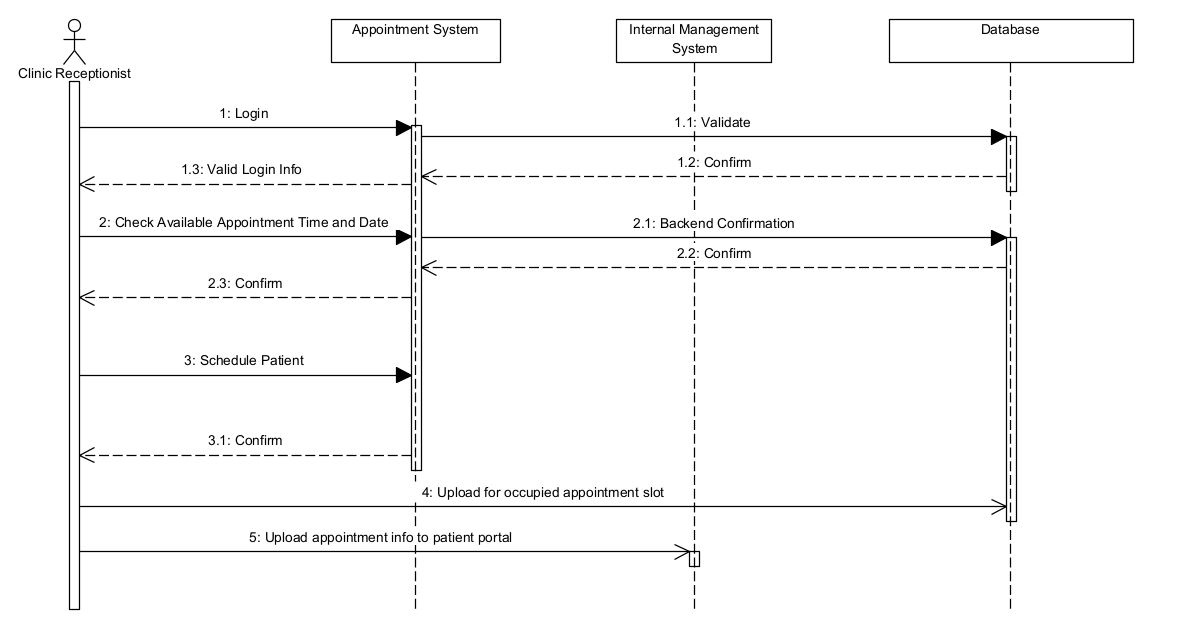 Appointment System
Internal Management
System
Database
Clinic Receptionist
1: Login
1.1: Validate
1.2: Confirm
1.3: Valid Login Info
2: Check Available Appointment Time and Date
2.1: Backend Confirmation
2.2: Confirm
2.3: Confirm
3: Schedule Patient
3.1: Confirm
4: Upload for occupied appointment slot
5: Upload appointment info to patient portal